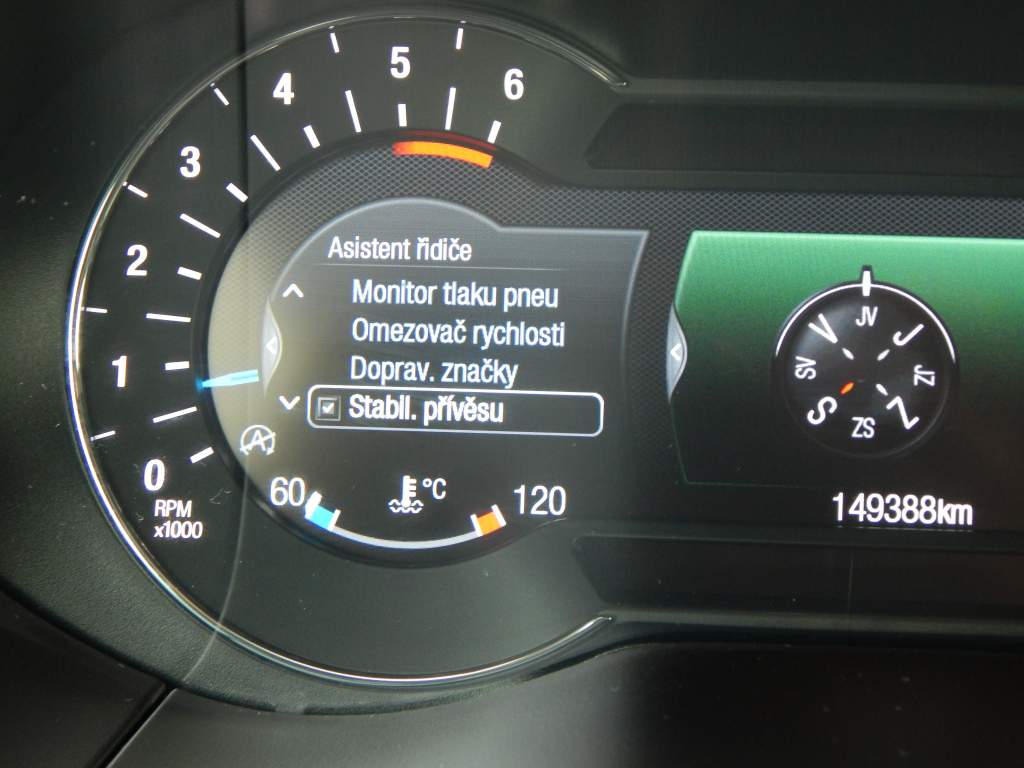 6
5
4
3
2
1
0
RPM
x1000
Asistent řidiče
Monitor tlaku pneu
Omezovač rychlosti
Doprav. značky
Stabil. přívěsu
A
60
°C
120
JV
J
JZ
Z
ZS
S
SV
V
149388km